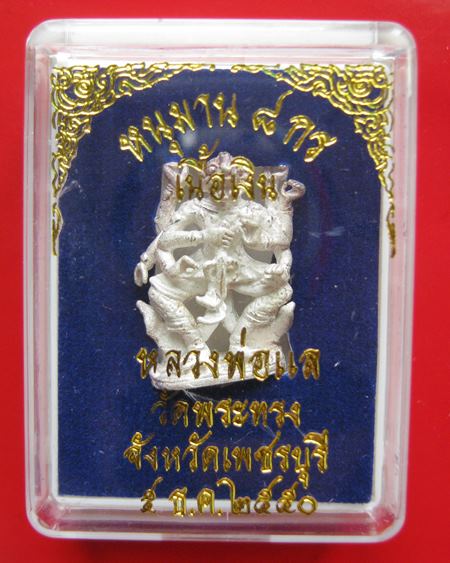 หนุมาน ๘ กร
เนื้อเงิน
หลวงพ่อแล
วัดพระทรง
จังหวัดเพชรบุรี
๕ ธ.ค.๒๕๕๐